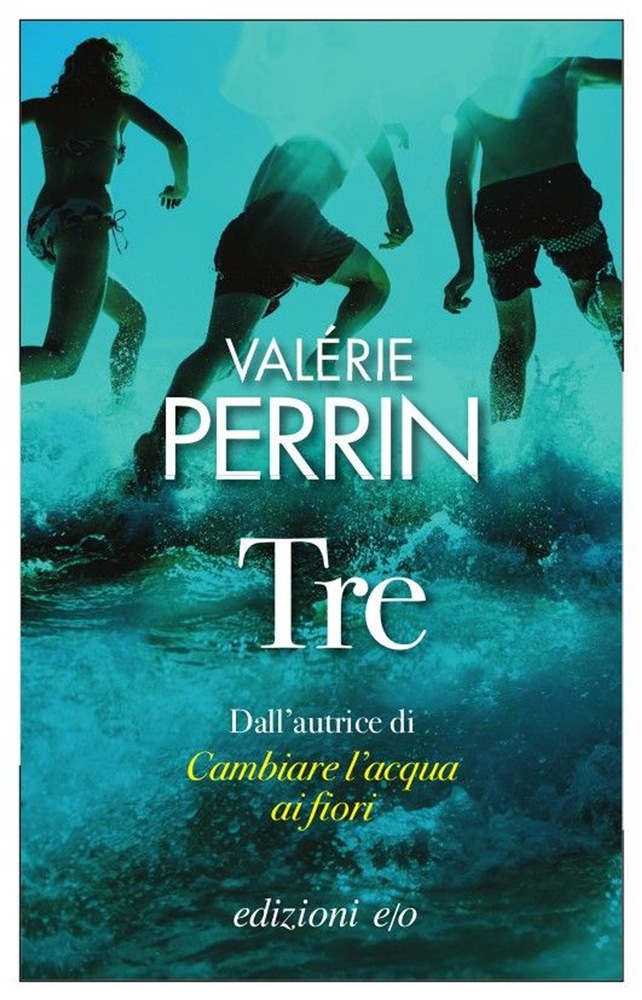 VALÉRIE
PERRIN
Tre
Dall’autrice di
Cambiare l’acqua
ai fiori
edizioni e/o